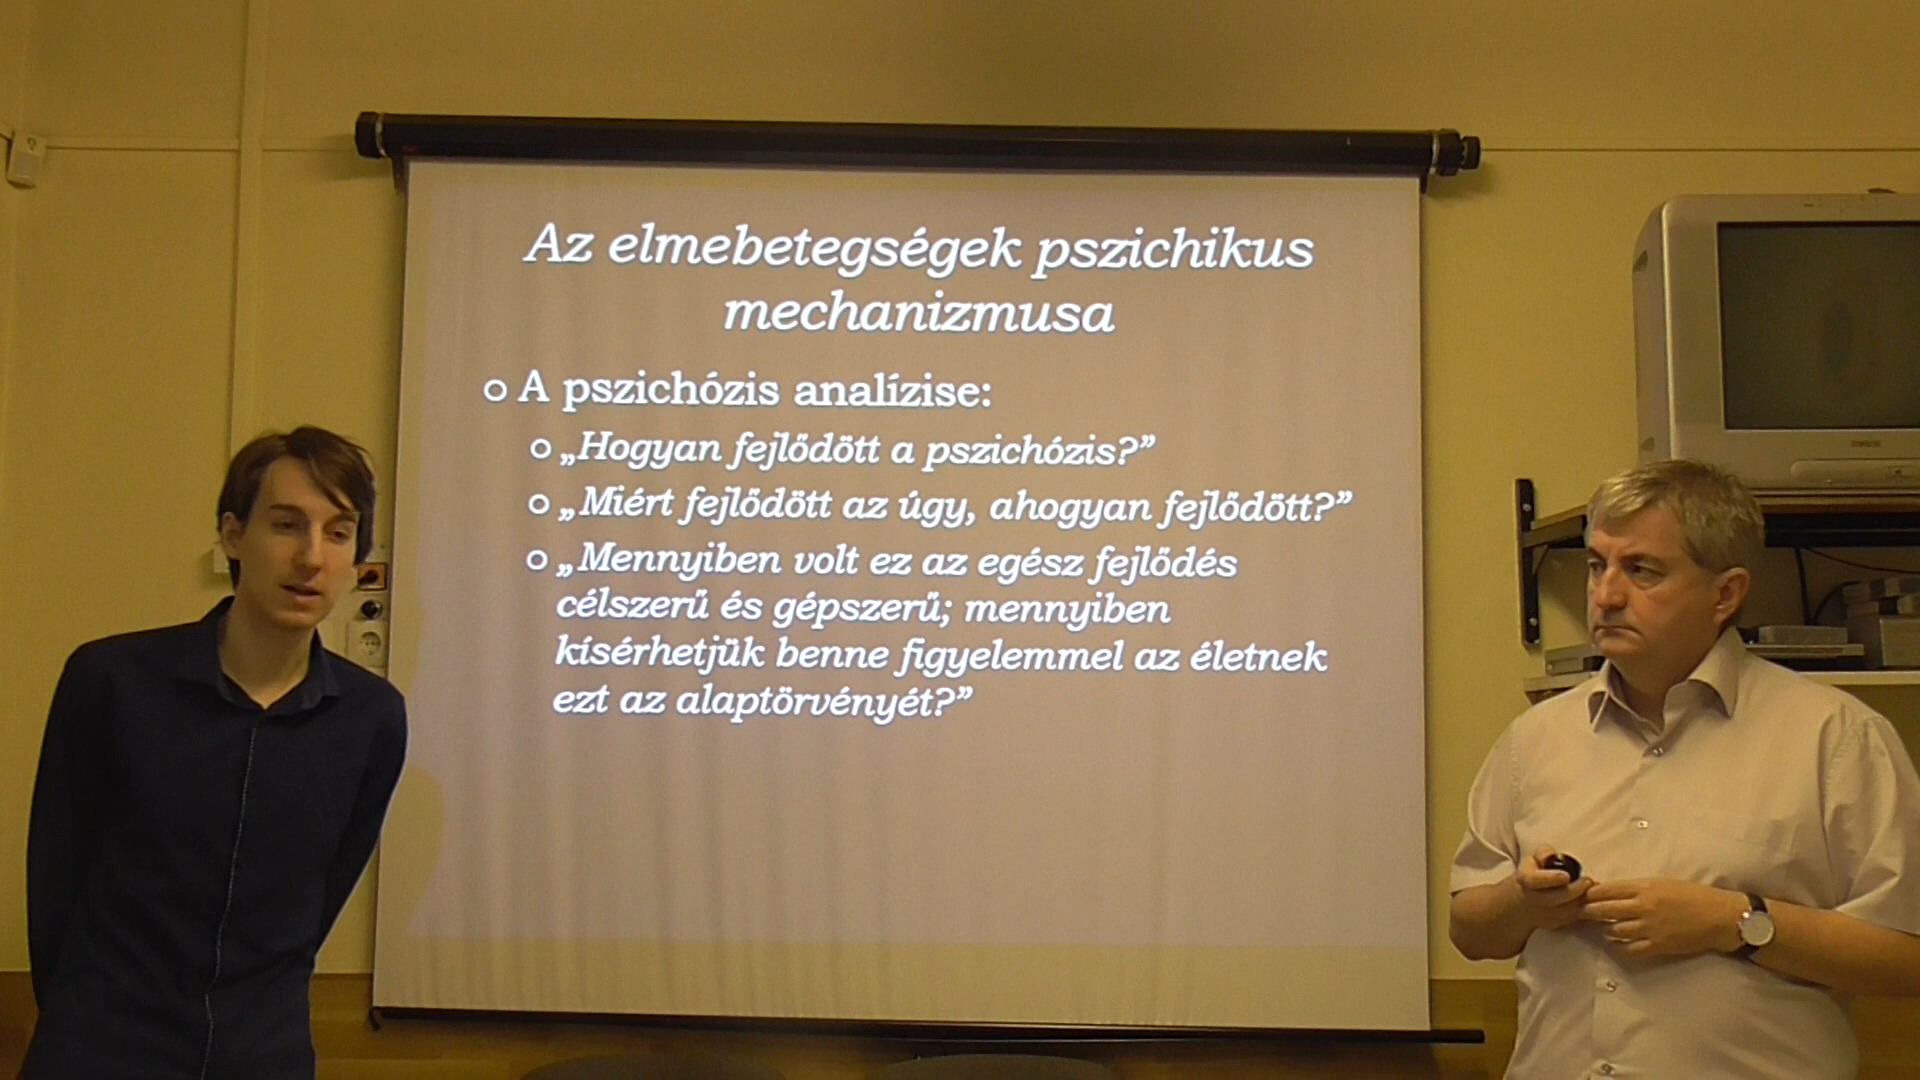 Az elmebetegségek pszichikus
mechanizmusa
A pszichózis analízise:
„Hogyan fejlődött a pszichózis?”
„Miért fejlődött az úgy, ahogyan fejlődött?”
„Mennyiben volt ez az egész fejlődés
célszerű és gépszerű; mennyiben
kísérhetjük benne figyelemmel az életnek
ezt az alaptörvényét?”